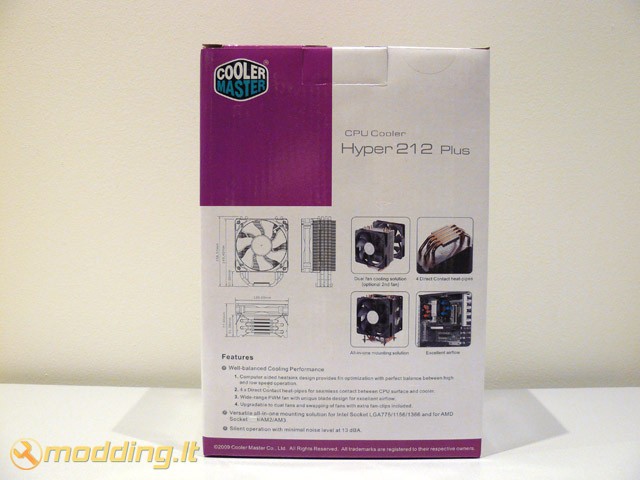 COOLER
MASTER
CPU Cooler
Hyper 212 Plus
Dual fan cooling solution
(optional 2nd fan)
4 Direct Contact heat-pipes
All-in-one mounting solution
Excellent airflow
Features
Well-balanced Cooling Performance
1. Computer aided heatsink design provides for optimization with perfect balance between high
and low speed operation.
2. 4 x Direct Contact heat-pipes for seamless contact between CPU surface and cooler.
3. Wide-range PWM fan with unique blade design for excellent airflow.
4. Upgradable to dual fans and swapping of fans with extra fan clips included.
Versatile all-in-one mounting solution for Intel Socket LGA775/1156/1366 and for AMD
Socket /AM2/AM3
Silent operation with minimal noise level at 13 dBA.
©2009 Cooler Master Co., Ltd. All Rights Reserved. All trademarks are registered to their respective owners.
modding.lt